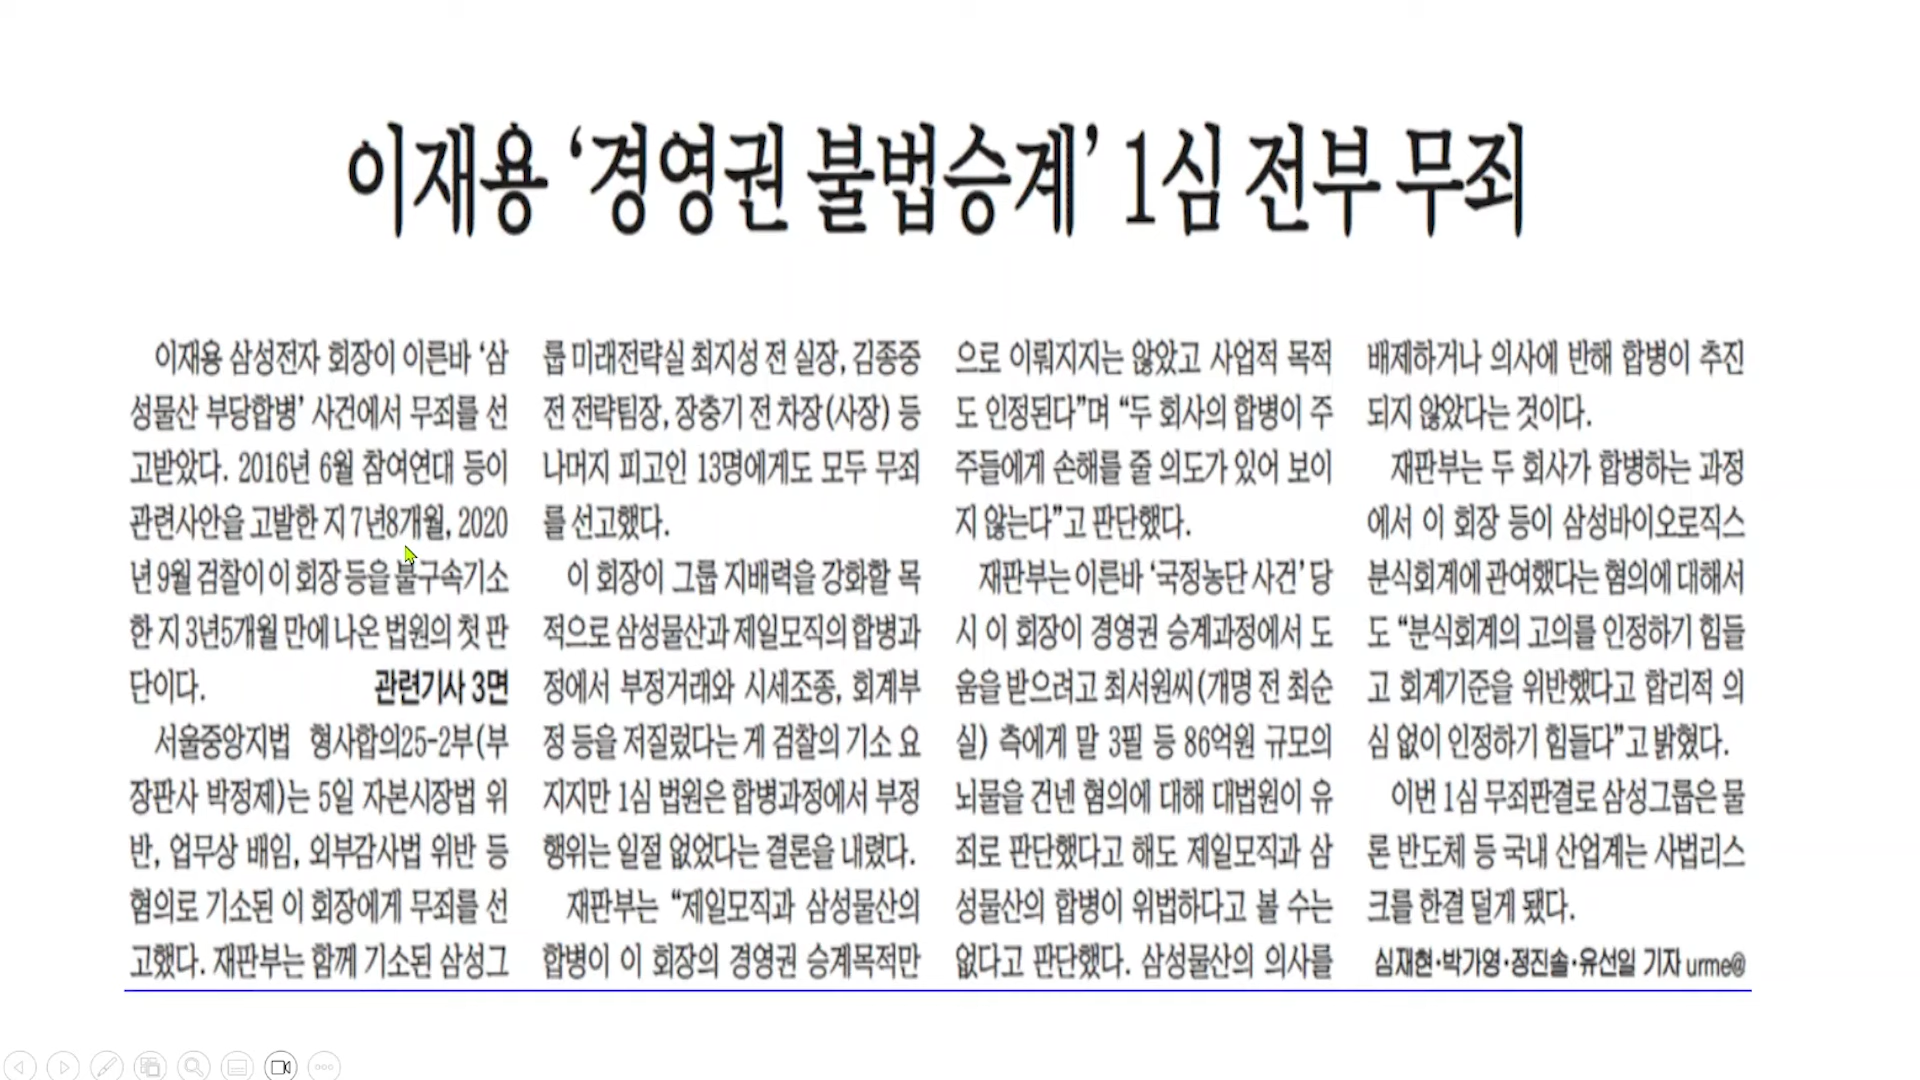 이재용 ‘경영권 불법승계’ 1심 전부 무죄
이재용 삼성전자 회장이 이른바 ‘삼
성물산 부당합병’ 사건에서 무죄를 선
고받았다. 2016년 6월 참여연대 등이
관련사안을 고발한 지 7년8개월, 2020
년 9월 검찰이 이 회장 등을 불구속기소
한 지 3년5개월 만에 나온 법원의 첫 판
단이다. 관련기사 3면
서울중앙지법 형사합의25-2부(부
장판사 박정제)는 5일 자본시장법 위
반, 업무상 배임, 외부감사법 위반 등
혐의로 기소된 이 회장에게 무죄를 선
고했다. 재판부는 함께 기소된 삼성그
룹 미래전략실 최지성 전 실장, 김종중
전 전략팀장, 장충기 전 차장(사장) 등
나머지 피고인 13명에게도 모두 무죄
를 선고했다.
이 회장이 그룹 지배력을 강화할 목
적으로 삼성물산과 제일모직의 합병과
정에서 부정거래와 시세조종, 회계부
정 등을 저질렀다는 게 검찰의 기소 요
지지만 1심 법원은 합병과정에서 부정
행위는 일절 없었다는 결론을 내렸다.
재판부는 “제일모직과 삼성물산의
합병이 이 회장의 경영권 승계목적만
으로 이뤄지지는 않았고 사업적 목적
도 인정된다”며 “두 회사의 합병이 주
주들에게 손해를 줄 의도가 있어 보이
지 않는다”고 판단했다.
재판부는 이른바 ‘국정농단 사건’ 당
시 이 회장이 경영권 승계과정에서 도
움을 받으려고 최서원씨(개명 전 최순
실) 측에게 말 3필 등 86억원 규모의
뇌물을 건넨 혐의에 대해 대법원이 유
죄로 판단했다고 해도 제일모직과 삼
성물산의 합병이 위법하다고 볼 수는
없다고 판단했다. 삼성물산의 의사를
배제하거나 의사에 반해 합병이 추진
되지 않았다는 것이다.
재판부는 두 회사가 합병하는 과정
에서 이 회장 등이 삼성바이오로직스
분식회계에 관여했다는 혐의에 대해서
도 “분식회계의 고의를 인정하기 힘들
고 회계기준을 위반했다고 합리적 의
심 없이 인정하기 힘들다”고 밝혔다.
이번 1심 무죄판결로 삼성그룹은 물
론 반도체 등 국내 산업계는 사법리스
크를 한결 덜게 됐다.
심재현·박가영·정진솔·유선일 기자 urme@